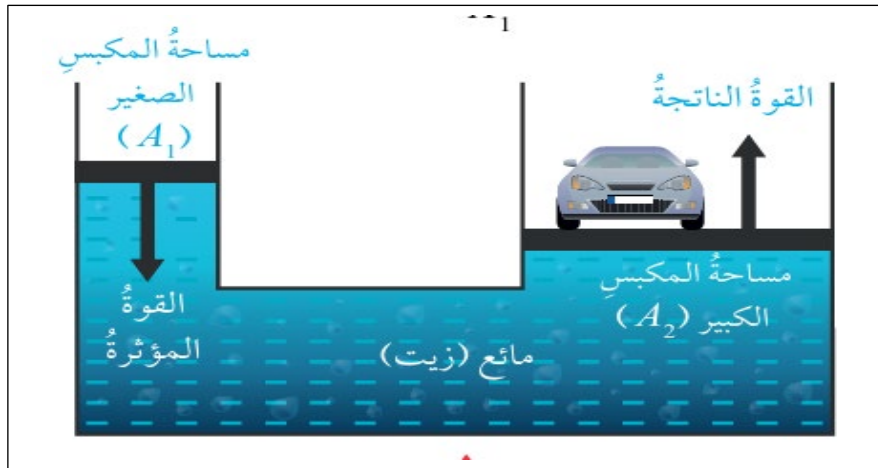 مساحةُ المكبسِ
الصغير
(A₁)
القوةُ الناتجةُ
القوةُ
المؤثرةُ
مائع (زيت)
مساحةُ المكبسِ
الكبير (A₂)